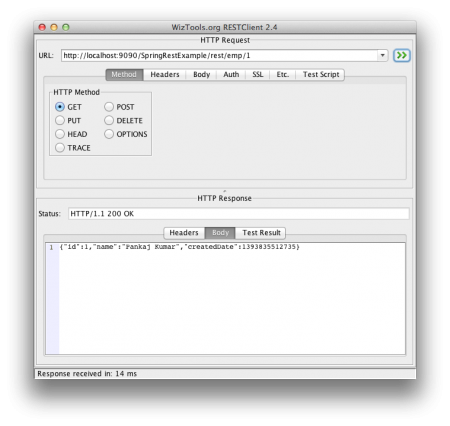 WizTools.org RESTClient 2.4
HTTP Request
URL: http://localhost:9090/SpringRestExample/rest/emp/1
Method Headers Body Auth SSL Etc. Test Script
HTTP Method
GET POST
PUT DELETE
HEAD OPTIONS
TRACE
HTTP Response
Status: HTTP/1.1 200 OK
Headers Body Test Result
1 {"id":1,"name":"Pankaj Kumar","createdDate":1393835512735}
Response received in: 14 ms